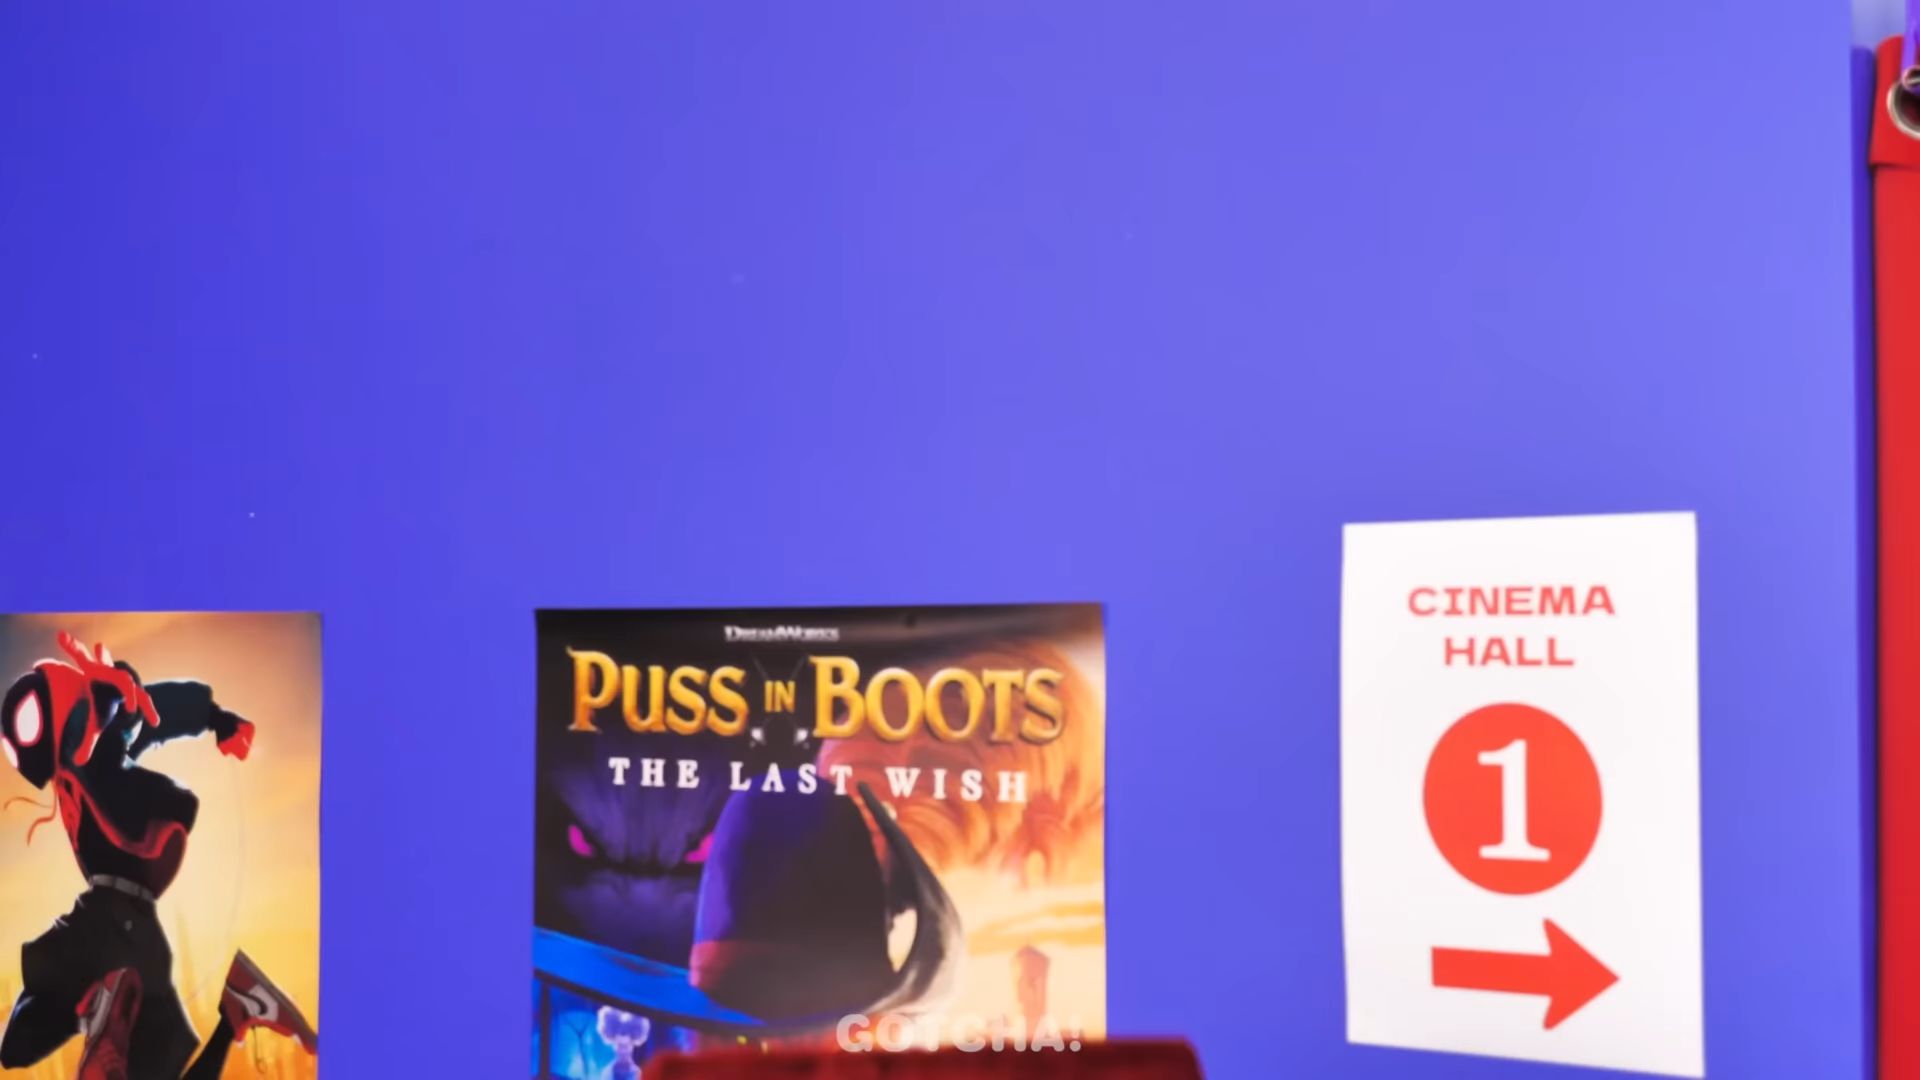 DREAMWORKS
PUSS IN BOOTS
THE LAST WISH
CINEMA
HALL
1
GOTCHA!